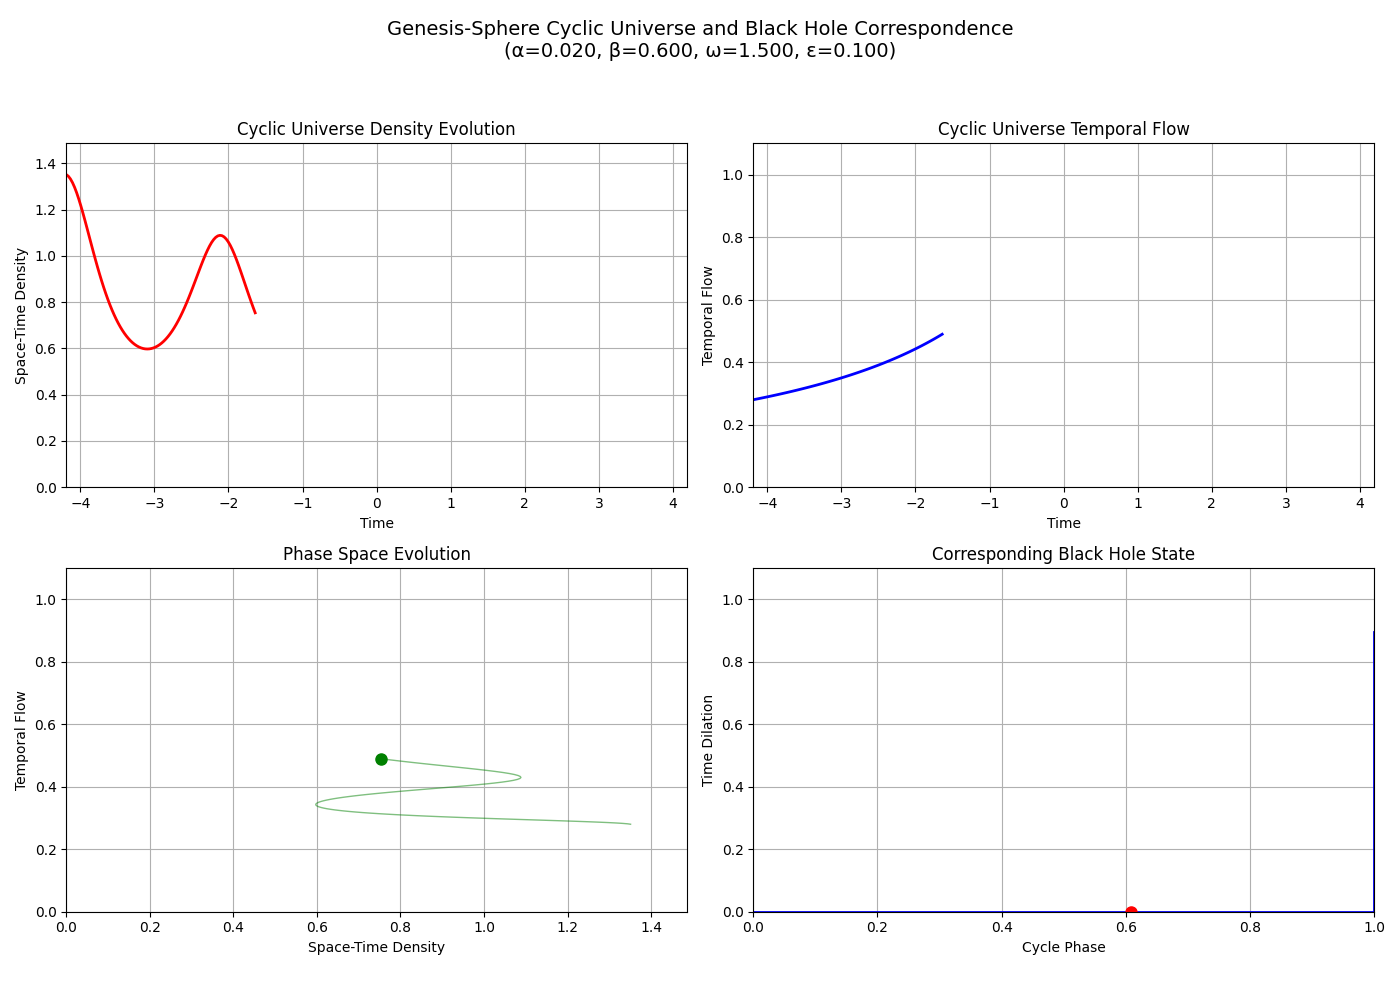 Genesis-Sphere Cyclic Universe and Black Hole Correspondence
(α=0.020, β=0.600, ω=1.500, ε=0.100)
Cyclic Universe Density Evolution
Space-Time Density
1.4
1.2
1.0
0.8
0.6
0.4
0.2
0.0
−4 −3 −2 −1 0 1 2 3 4
Time
Cyclic Universe Temporal Flow
Temporal Flow
1.0
0.8
0.6
0.4
0.2
0.0
−4 −3 −2 −1 0 1 2 3 4
Time
Phase Space Evolution
Temporal Flow
1.0
0.8
0.6
0.4
0.2
0.0
0.0 0.2 0.4 0.6 0.8 1.0 1.2 1.4
Space-Time Density
Corresponding Black Hole State
Time Dilation
1.0
0.8
0.6
0.4
0.2
0.0
0.0 0.2 0.4 0.6 0.8 1.0
Cycle Phase